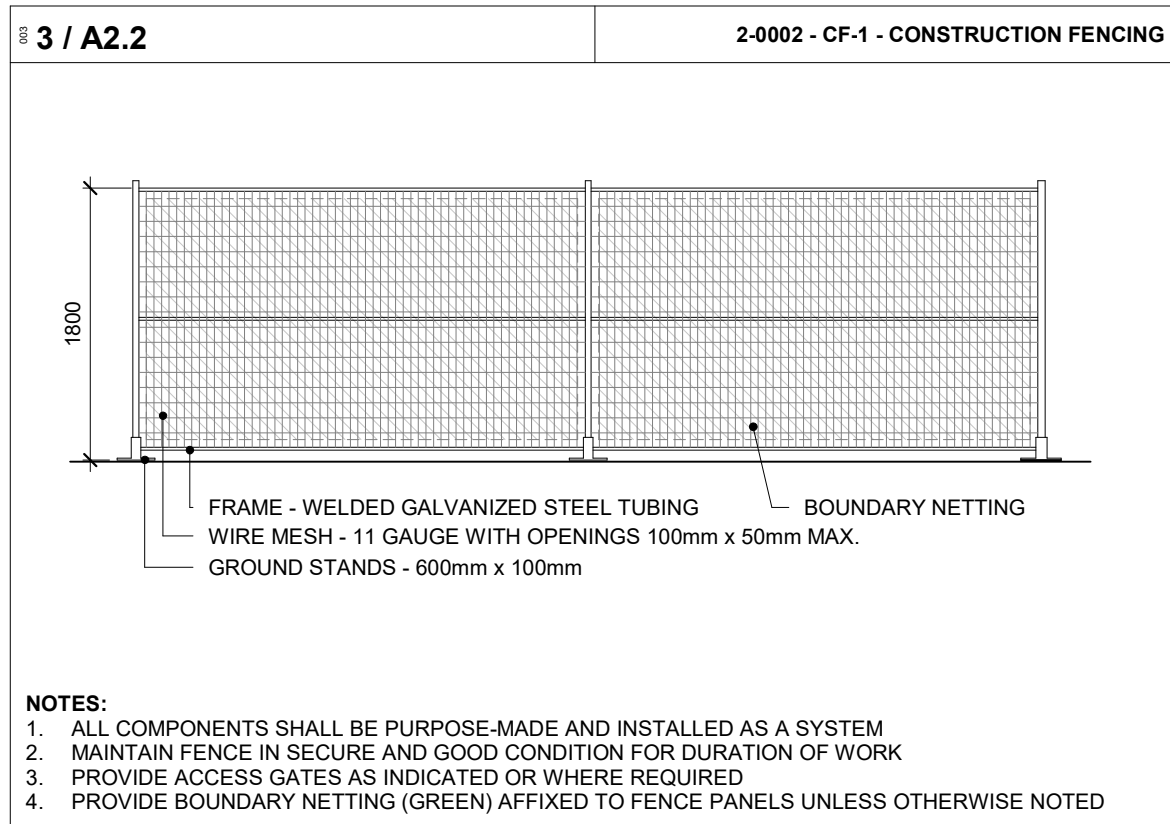 003 3 / A2.2
2-0002 - CF-1 - CONSTRUCTION FENCING
1800
FRAME - WELDED GALVANIZED STEEL TUBING
BOUNDARY NETTING
WIRE MESH - 11 GAUGE WITH OPENINGS 100mm x 50mm MAX.
GROUND STANDS - 600mm x 100mm
NOTES:
1. ALL COMPONENTS SHALL BE PURPOSE-MADE AND INSTALLED AS A SYSTEM
2. MAINTAIN FENCE IN SECURE AND GOOD CONDITION FOR DURATION OF WORK
3. PROVIDE ACCESS GATES AS INDICATED OR WHERE REQUIRED
4. PROVIDE BOUNDARY NETTING (GREEN) AFFIXED TO FENCE PANELS UNLESS OTHERWISE NOTED